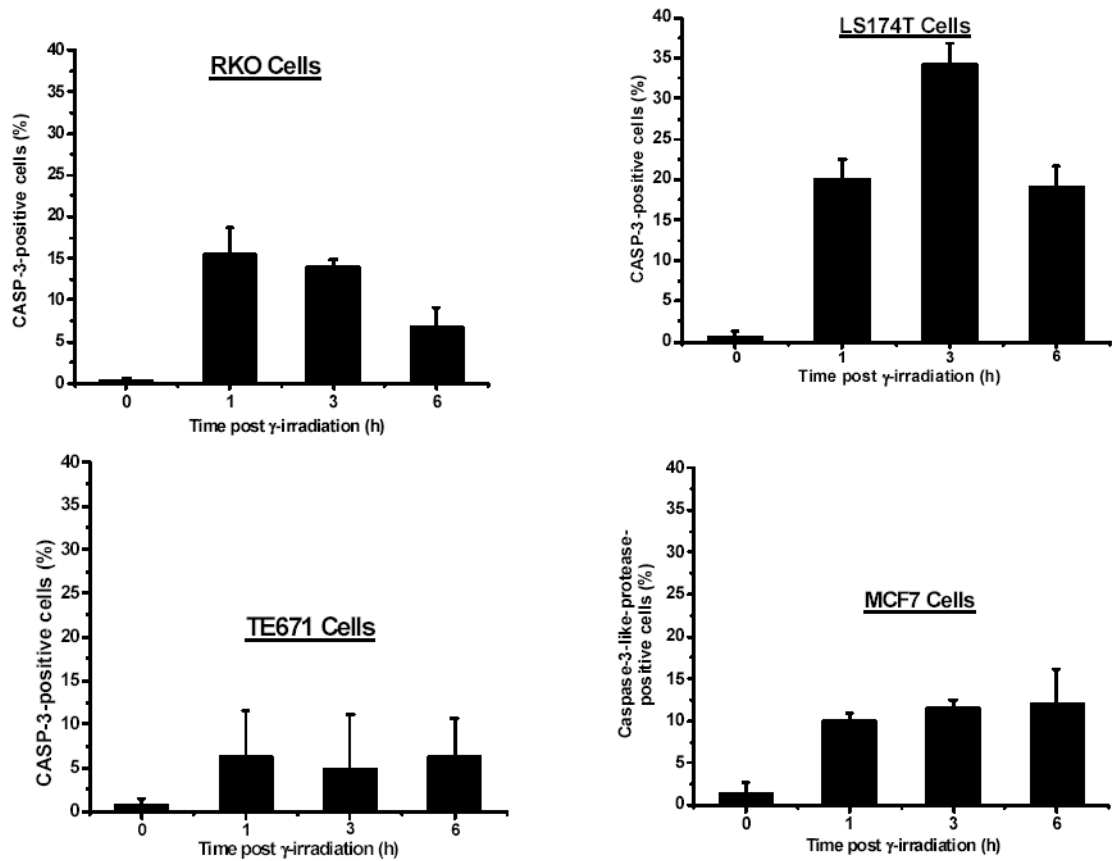 RKO Cells
CASP-3-positive cells (%)
40
35
30
25
20
15
10
5
0
0 1 3 6
Time post γ-irradiation (h)
LS174T Cells
CASP-3-positive cells (%)
40
35
30
25
20
15
10
5
0
0 1 3 6
Time post γ-irradiation (h)
TE671 Cells
CASP-3-positive cells (%)
40
35
30
25
20
15
10
5
0
0 1 3 6
Time post γ-irradiation (h)
MCF7 Cells
Caspase-3-like-protease-
positive cells (%)
40
35
30
25
20
15
10
5
0
0 1 3 6
Time post γ-irradiation (h)